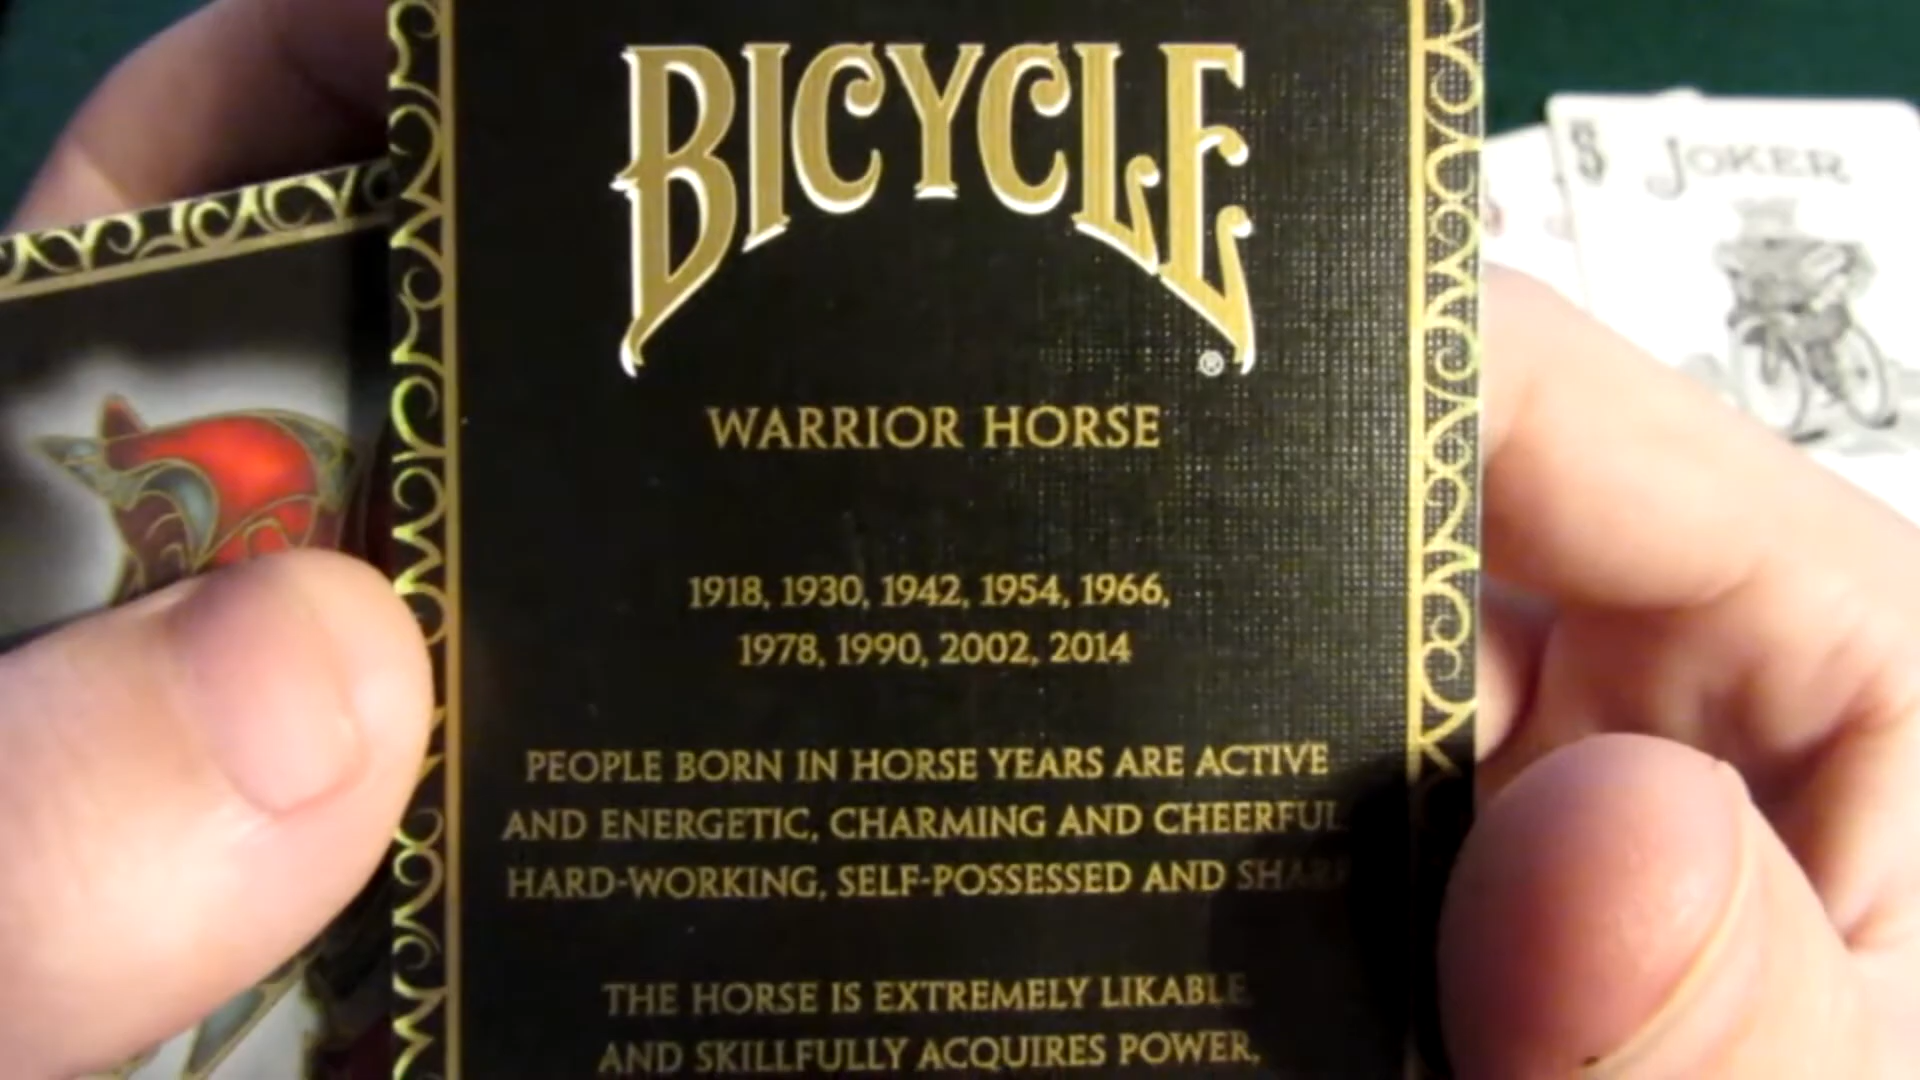 BICYCLE
®
WARRIOR HORSE
1918, 1930, 1942, 1954, 1966,
1978, 1990, 2002, 2014
PEOPLE BORN IN HORSE YEARS ARE ACTIVE
AND ENERGETIC, CHARMING AND CHEERFUL
HARD-WORKING, SELF-POSSESSED AND SHARP
THE HORSE IS EXTREMELY LIKABLE,
AND SKILLFULLY ACQUIRES POWER,
S JOKER